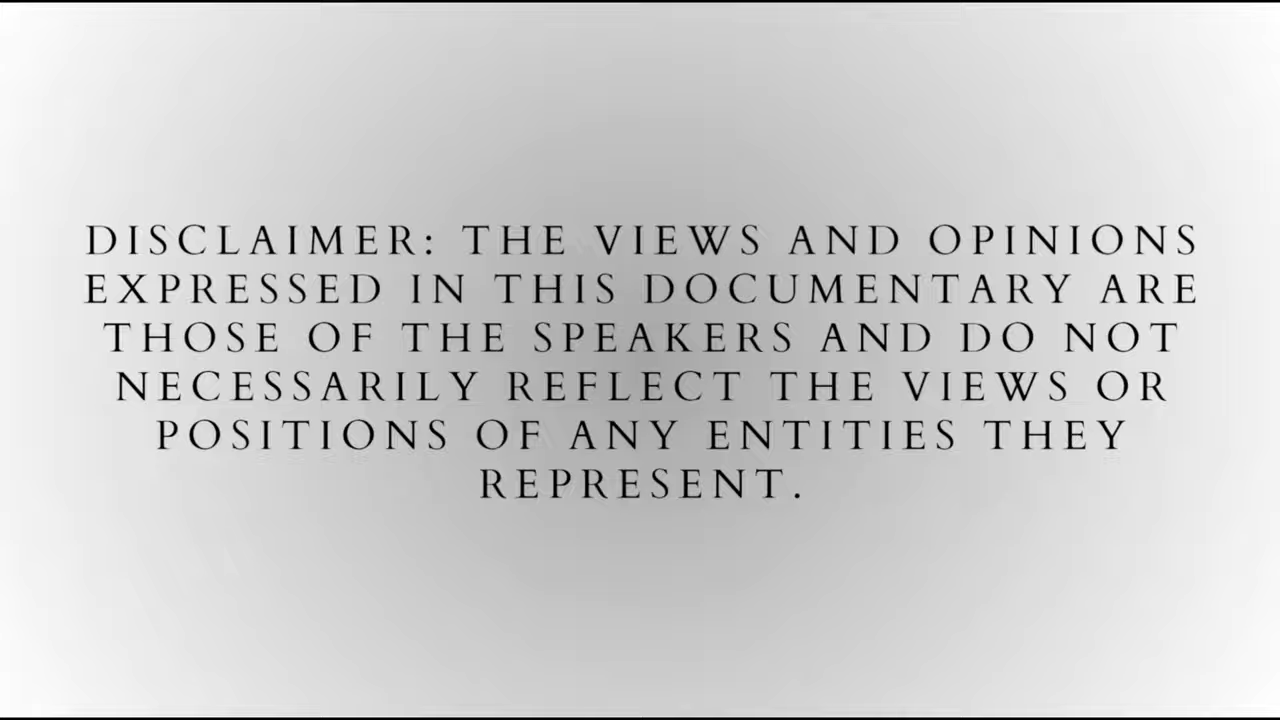 DISCLAIMER: THE VIEWS AND OPINIONS
EXPRESSED IN THIS DOCUMENTARY ARE
THOSE OF THE SPEAKERS AND DO NOT
NECESSARILY REFLECT THE VIEWS OR
POSITIONS OF ANY ENTITIES THEY
REPRESENT.